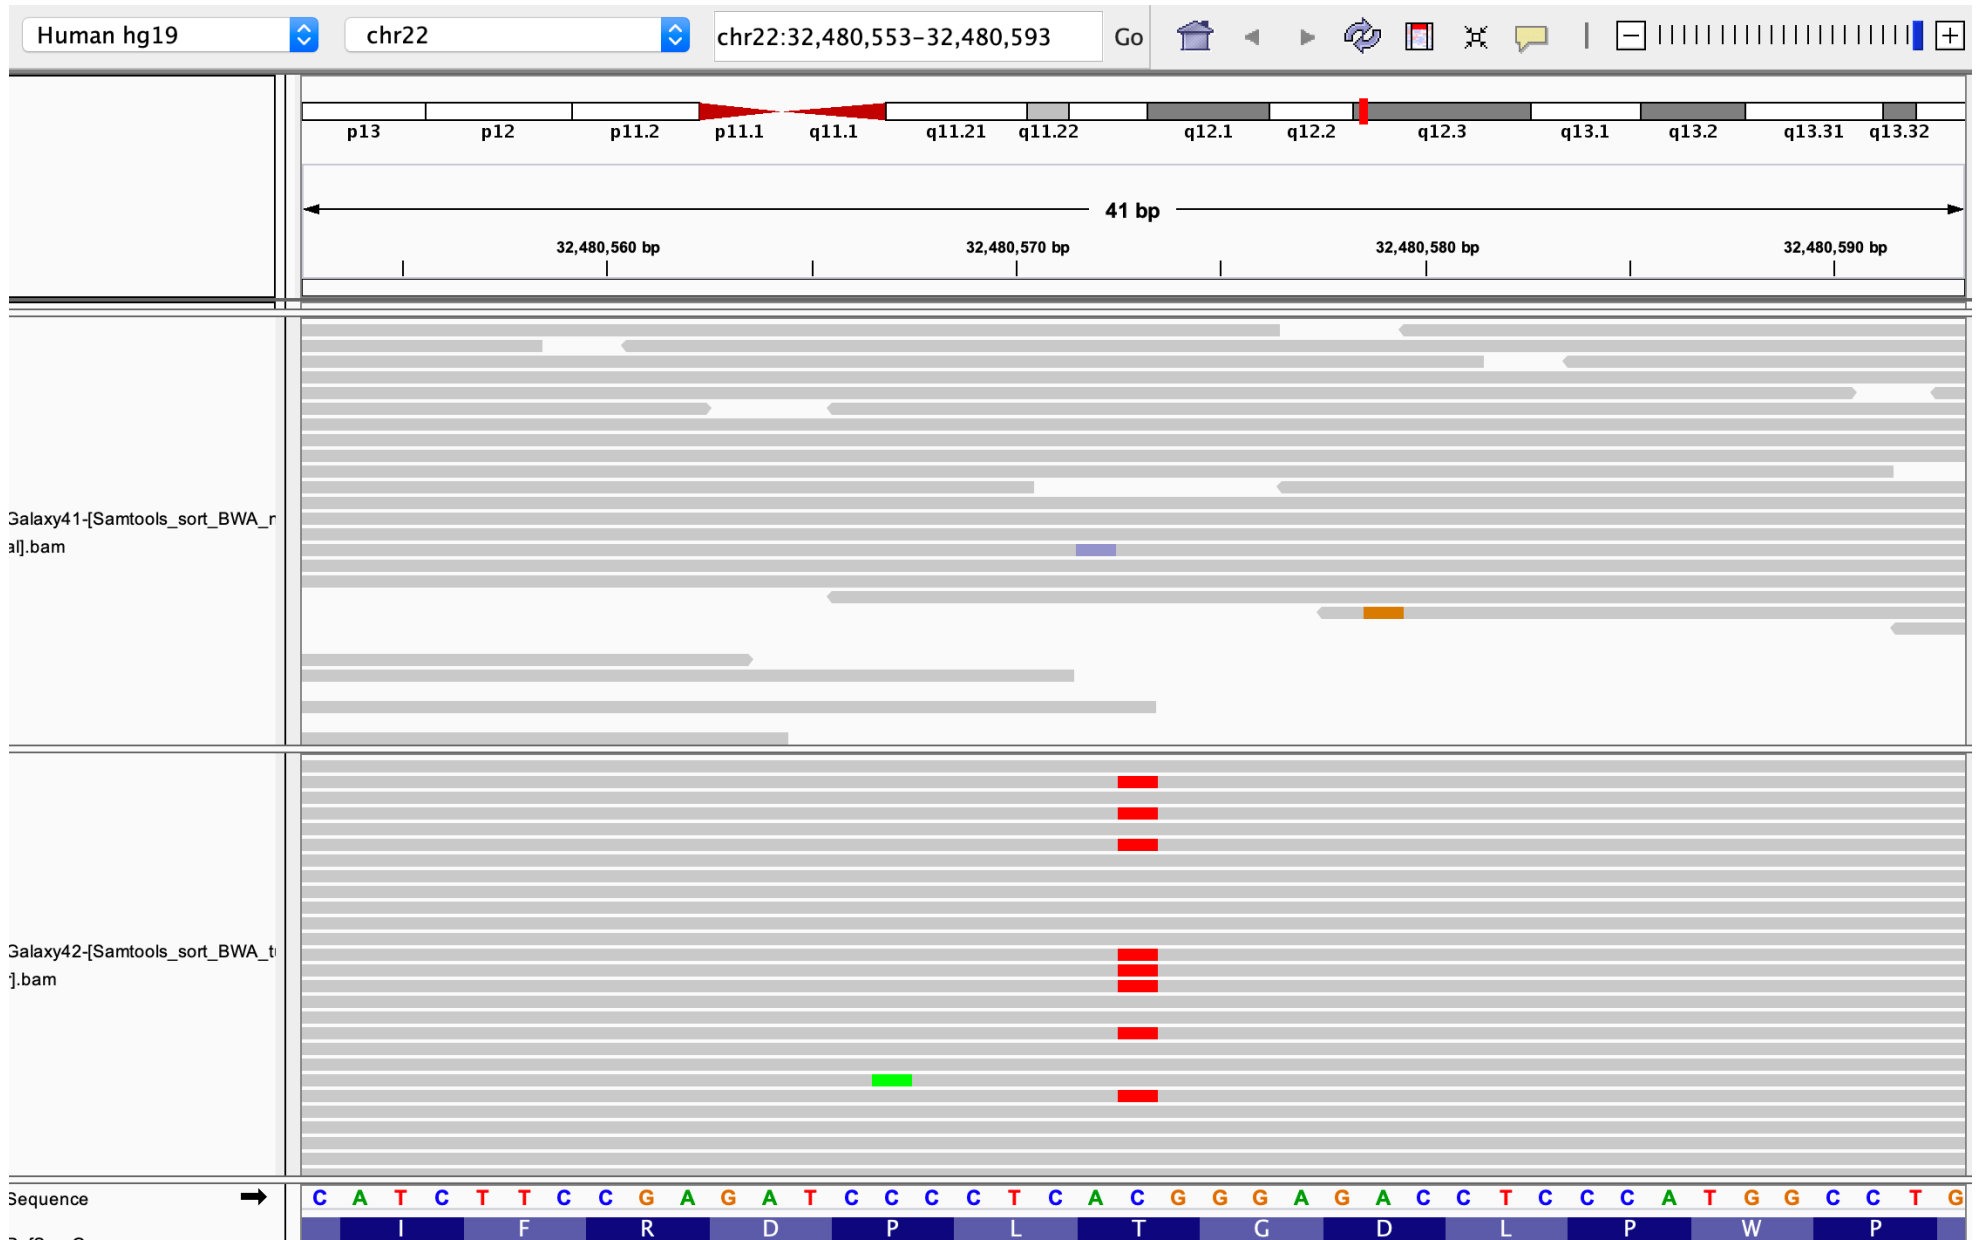 Human hg19 chr22 chr22:32,480,553-32,480,593 Go
p13 p12 p11.2 p11.1 q11.1 q11.21 q11.22 q12.1 q12.2 q12.3 q13.1 q13.2 q13.31 q13.32
41 bp
32,480,560 bp 32,480,570 bp 32,480,580 bp 32,480,590 bp
Galaxy41-[Samtools_sort_BWA_n
al].bam
Galaxy42-[Samtools_sort_BWA_t
r].bam
Sequence C A T C T T C C G A G A T C C C T C A C G G G A G A C C T C C C A T G G C C T G
I F R D P L T G D L P W P